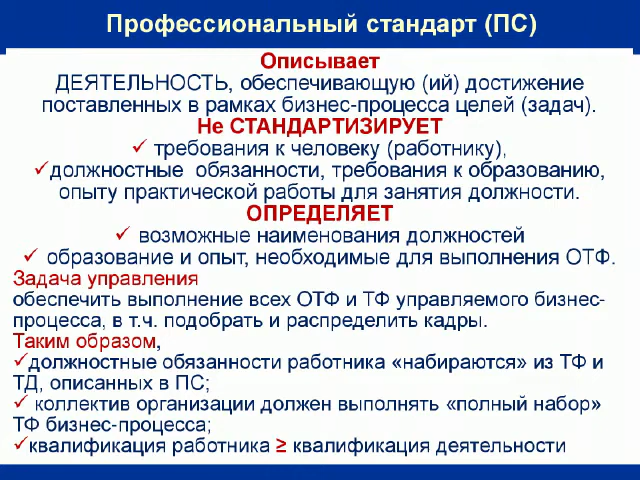 Профессиональный стандарт (ПС)
Описывает
ДЕЯТЕЛЬНОСТЬ, обеспечивающую (ий) достижение
поставленных в рамках бизнес-процесса целей (задач).
Не СТАНДАРТИЗИРУЕТ
✓ требования к человеку (работнику),
✓должностные обязанности, требования к образованию,
опыту практической работы для занятия должности.
ОПРЕДЕЛЯЕТ
✓ возможные наименования должностей
✓ образование и опыт, необходимые для выполнения ОТФ.
Задача управления
обеспечить выполнение всех ОТФ и ТФ управляемого бизнес-
процесса, в т.ч. подобрать и распределить кадры.
Таким образом,
✓должностные обязанности работника «набираются» из ТФ и
ТД, описанных в ПС;
✓ коллектив организации должен выполнять «полный набор»
ТФ бизнес-процесса;
✓квалификация работника ≥ квалификация деятельности